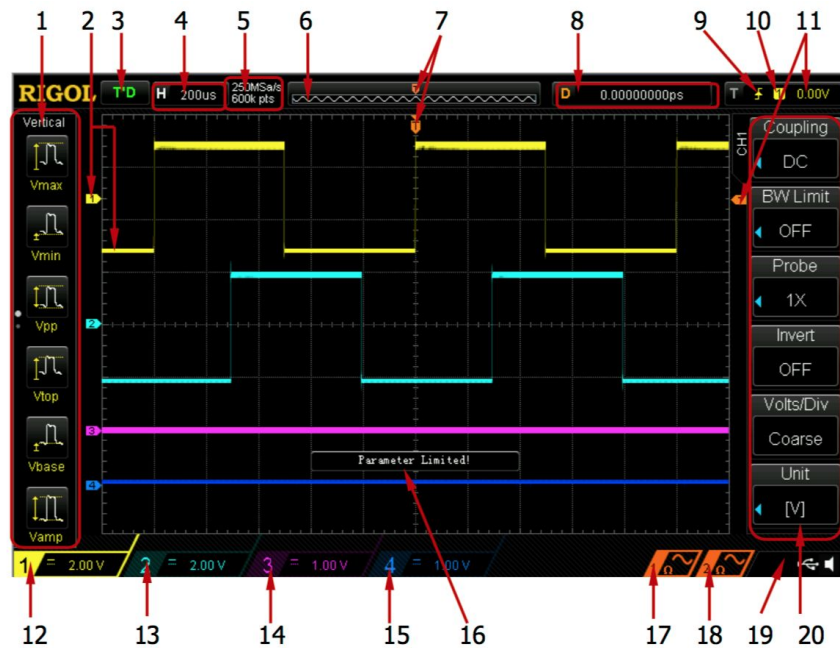 1 2 3 4 5 6 7 8 9 10 11
RIGOL T'D H 200us 250MSa/s D 0.00000000ps T 1 0.00V
600k pts
T
Vertical
T
CH1
Coupling
DC
Vmax
BW Limit
1
T
OFF
Vmin
Probe
1X
Vpp
2
Invert
OFF
Vtop
Volts/Div
Coarse
Vbase
3
Parameter Limited!
Unit
4
[V]
Vamp
1 = 2.00 V 2 = 2.00 V 3 = 1.00 V 4 = 1.00 V 1 Ω 2 Ω
12 13 14 15 16 17 18 19 20